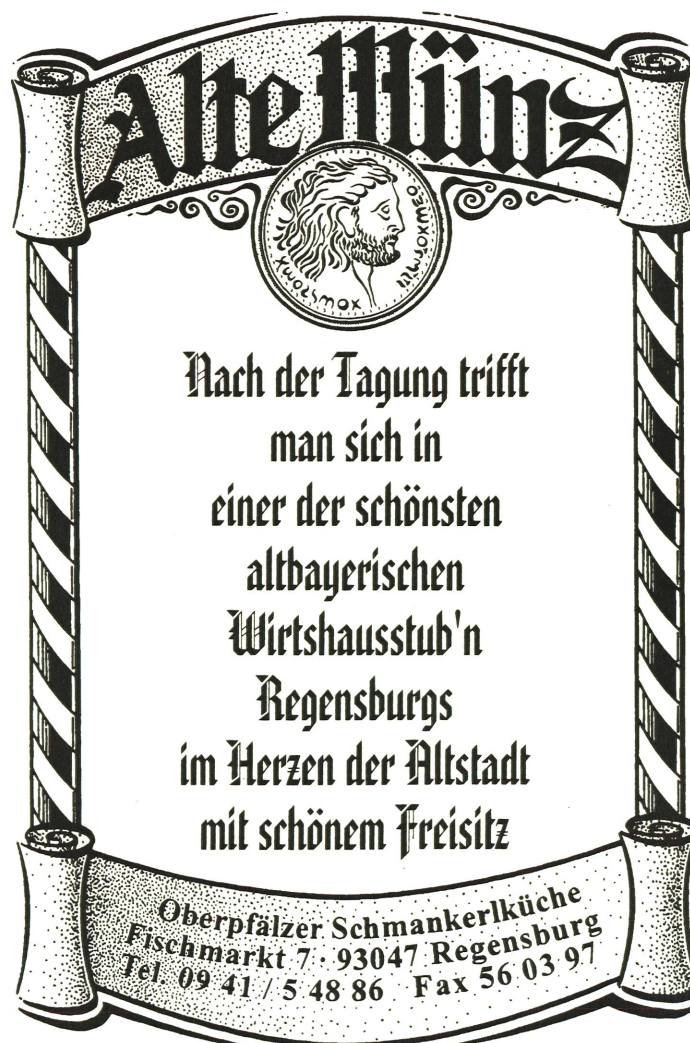 Alte Münz
Nach der Tagung trifft
man sich in
einer der schönsten
altbayerischen
Wirtshausstub'n
Regensburgs
im Herzen der Altstadt
mit schönem Freisitz
Oberpfälzer Schmankerlküche
Fischmarkt 7 · 93047 Regensburg
Tel. 09 41 / 5 48 86 Fax 56 03 97